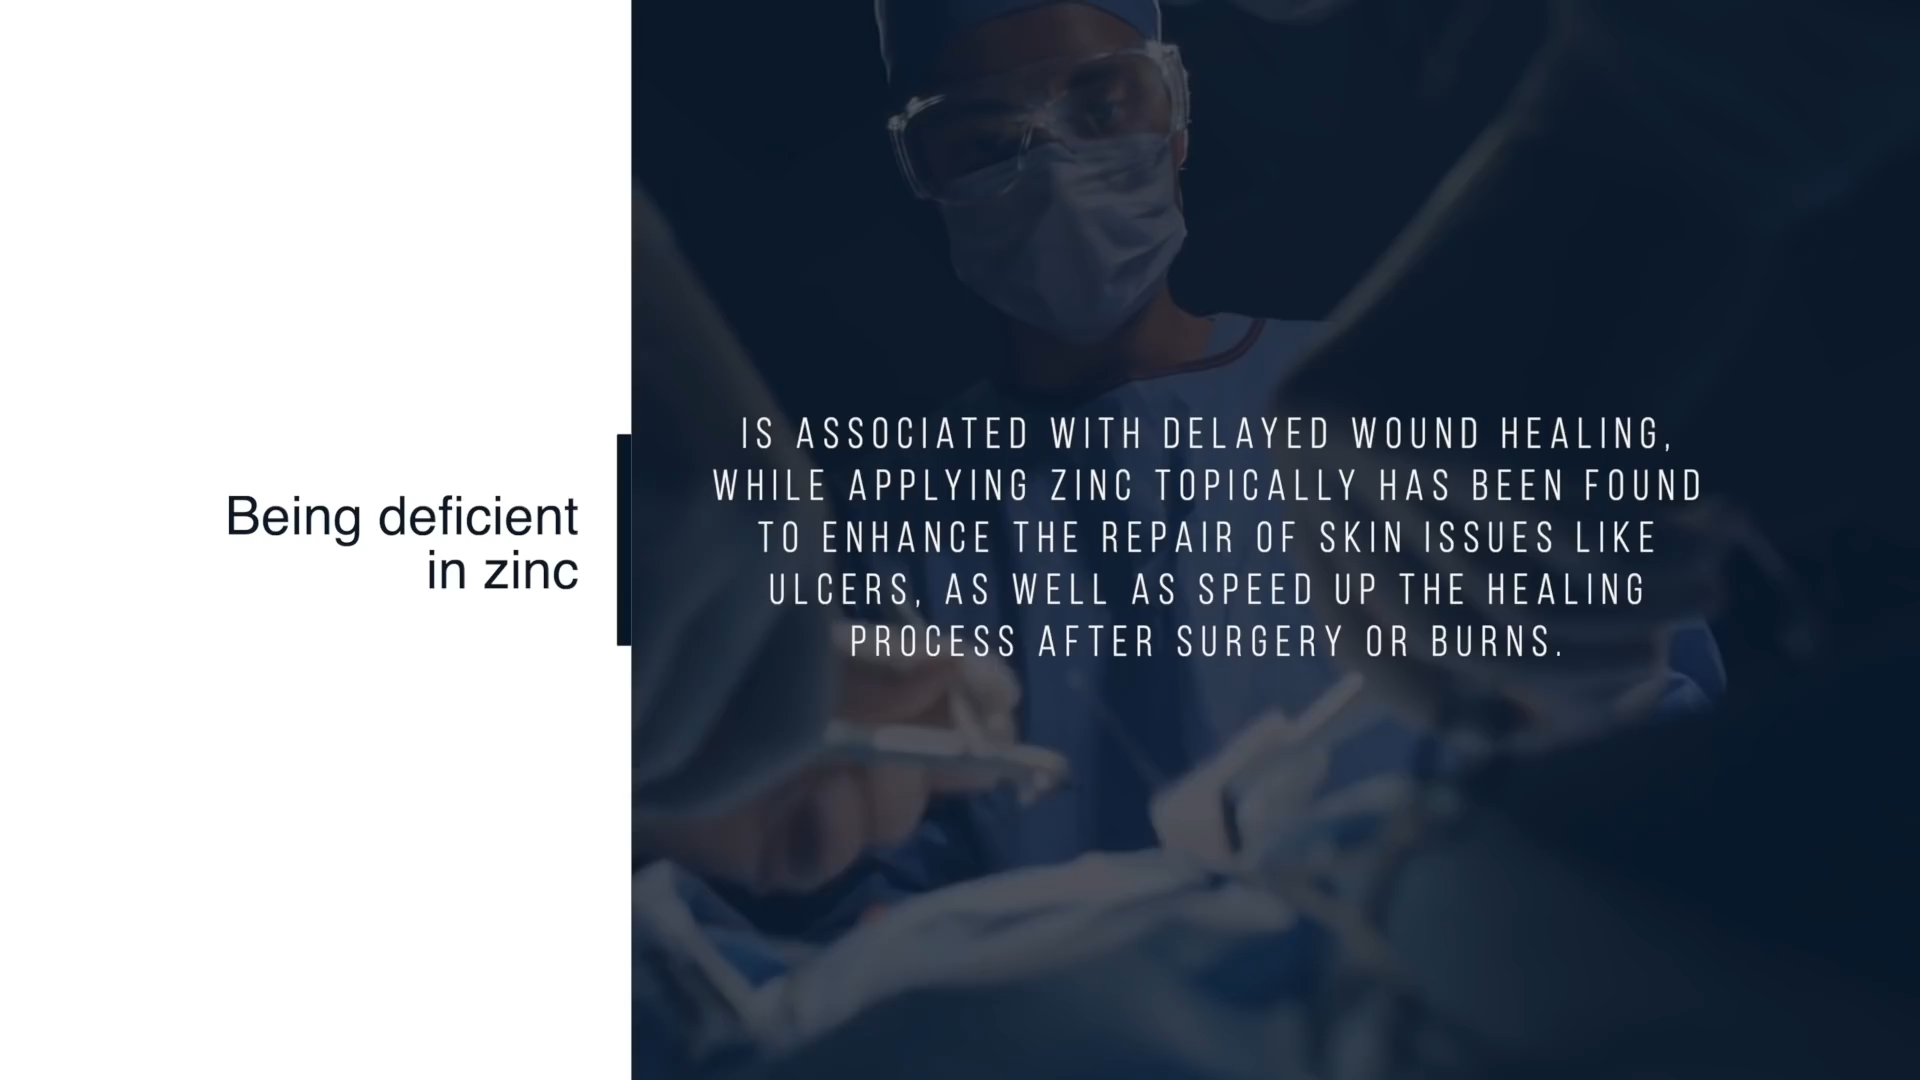 Being deficient
in zinc
IS ASSOCIATED WITH DELAYED WOUND HEALING,
WHILE APPLYING ZINC TOPICALLY HAS BEEN FOUND
TO ENHANCE THE REPAIR OF SKIN ISSUES LIKE
ULCERS, AS WELL AS SPEED UP THE HEALING
PROCESS AFTER SURGERY OR BURNS.